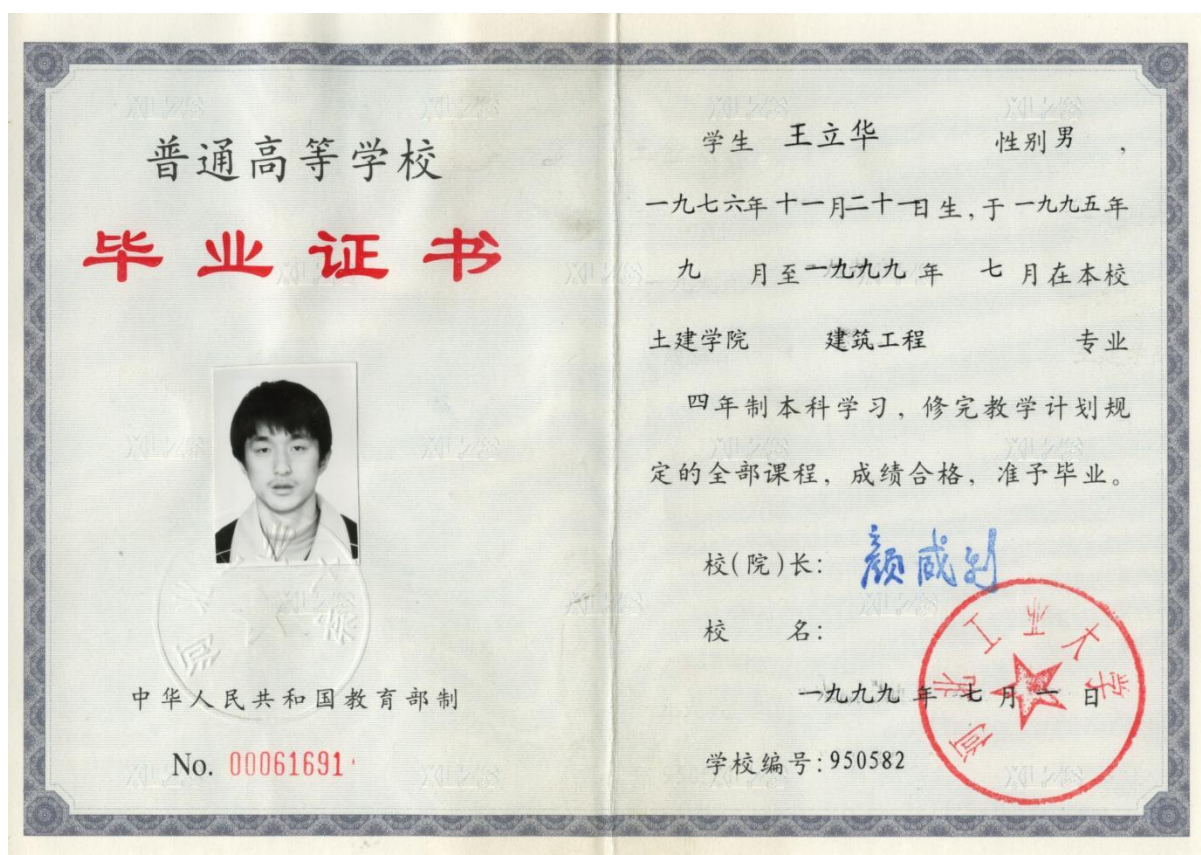 普通高等学校
毕业证书
中华人民共和国教育部制
No. 00061691
学生 王立华 性别 男 ,
一九七六年十一月二十一日生,于一九九五年
九 月至一九九九年 七月在本校
土建学院 建筑工程 专业
四年制本科学习，修完教学计划规
定的全部课程，成绩合格，准予毕业。
校(院)长:
校 名:
河北工业大学
一九九九年七月一日
学校编号:950582